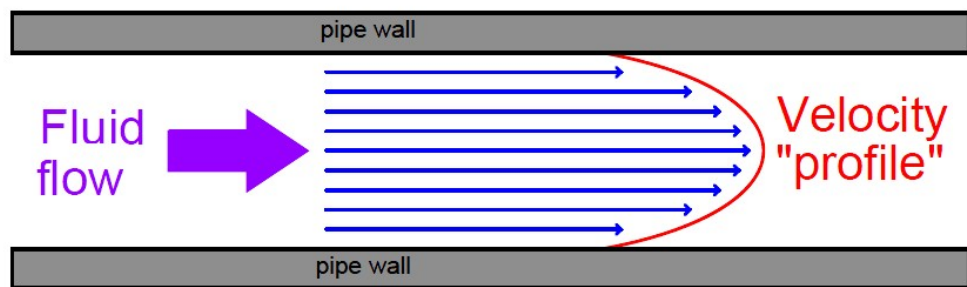 pipe wall
Fluid
flow
Velocity
"profile"
pipe wall